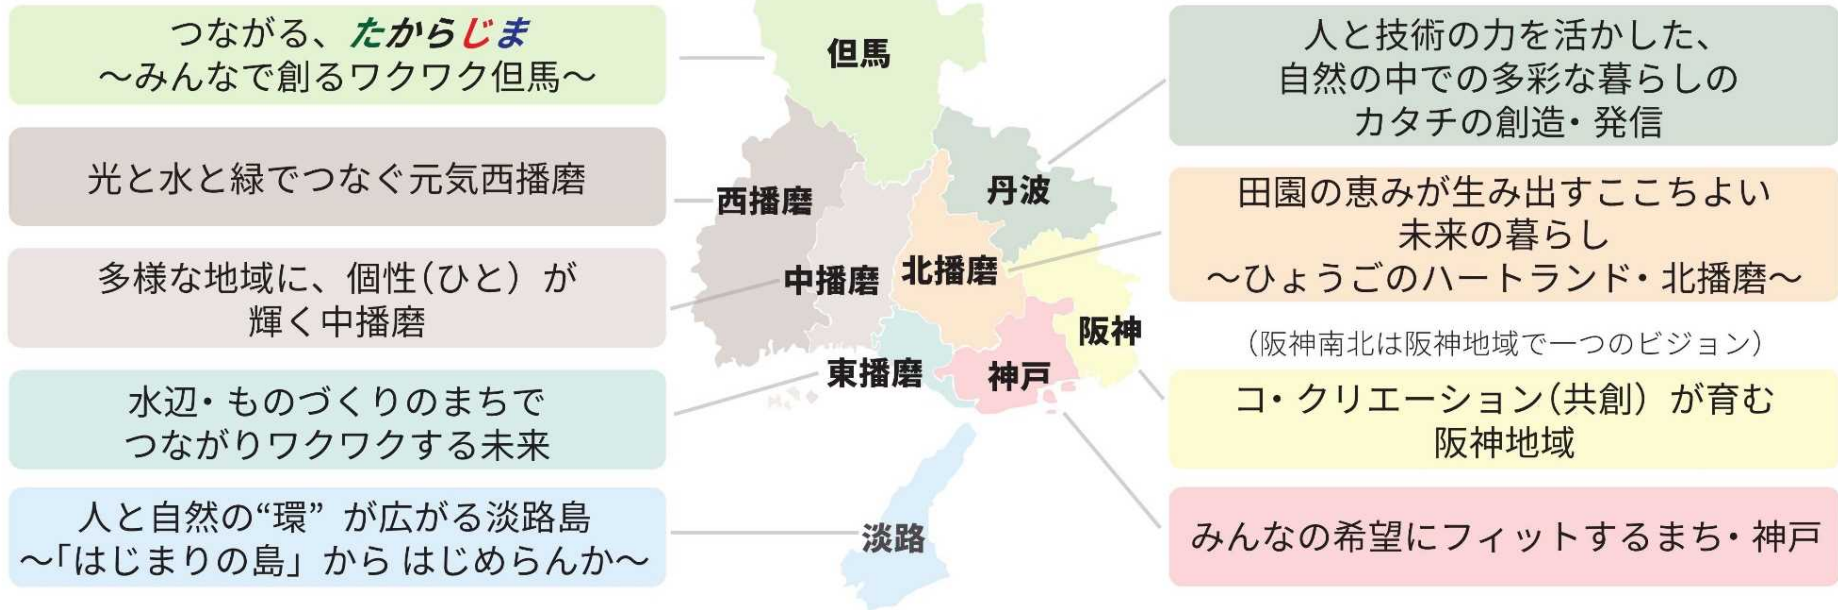 つながる、たからじま
～みんなで創るワクワク但馬～
光と水と緑でつなぐ元気西播磨
多様な地域に、個性(ひと）が
輝く中播磨
水辺・ものづくりのまちで
つながりワクワクする未来
人と自然の“環”が広がる淡路島
～「はじまりの島」から はじめらんか～
但馬
西播磨
丹波
中播磨
北播磨
阪神
東播磨
神戸
淡路
人と技術の力を活かした、
自然の中での多彩な暮らしの
カタチの創造・発信
田園の恵みが生み出すここちよい
未来の暮らし
～ひょうごのハートランド・北播磨～
（阪神南北は阪神地域で一つのビジョン）
コ・クリエーション(共創）が育む
阪神地域
みんなの希望にフィットするまち・神戸